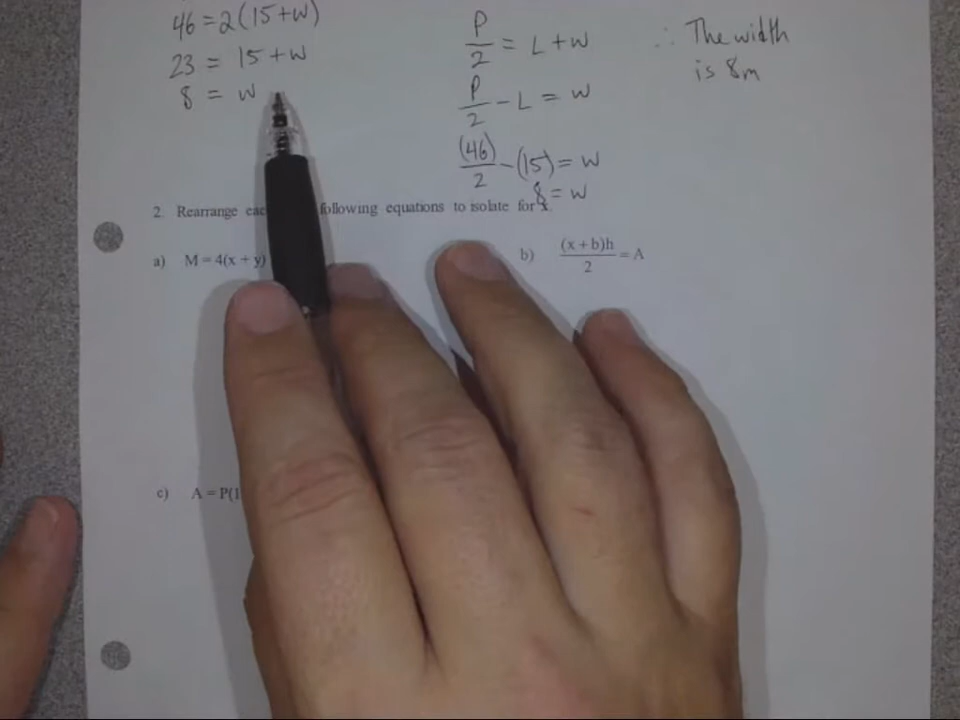 46 = 2(15+w)
23 = 15+w
8 = w
P/2 = L+w
P/2 - L = w
(46)/2 - (15) = w
8 = w
∴ The width
is 8m
2. Rearrange following equations to isolate for x.
a) M = 4(x + y)
b) (x + b)h/2 = A
c) A = P(1